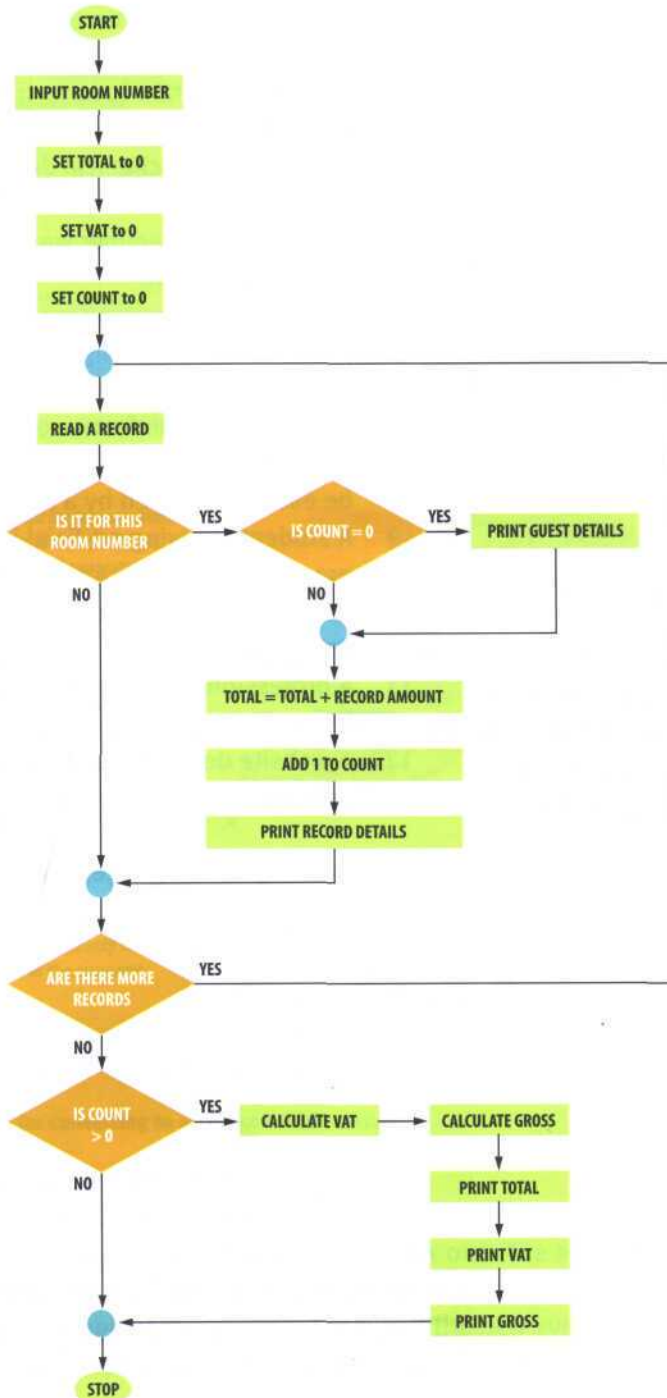 START
INPUT ROOM NUMBER
SET TOTAL to 0
SET VAT to 0
SET COUNT to 0
READ A RECORD
IS IT FOR THIS
ROOM NUMBER
YES
IS COUNT = 0
YES
PRINT GUEST DETAILS
NO
NO
TOTAL = TOTAL + RECORD AMOUNT
ADD 1 TO COUNT
PRINT RECORD DETAILS
ARE THERE MORE
RECORDS
YES
NO
IS COUNT
> 0
YES
CALCULATE VAT
CALCULATE GROSS
NO
PRINT TOTAL
PRINT VAT
PRINT GROSS
STOP